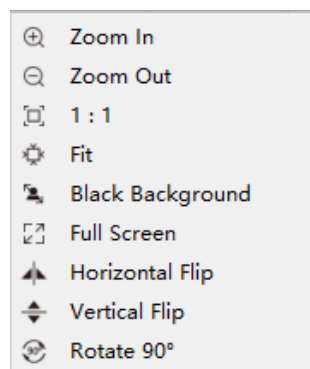 Zoom In
Zoom Out
1 : 1
Fit
Black Background
Full Screen
Horizontal Flip
Vertical Flip
Rotate 90°